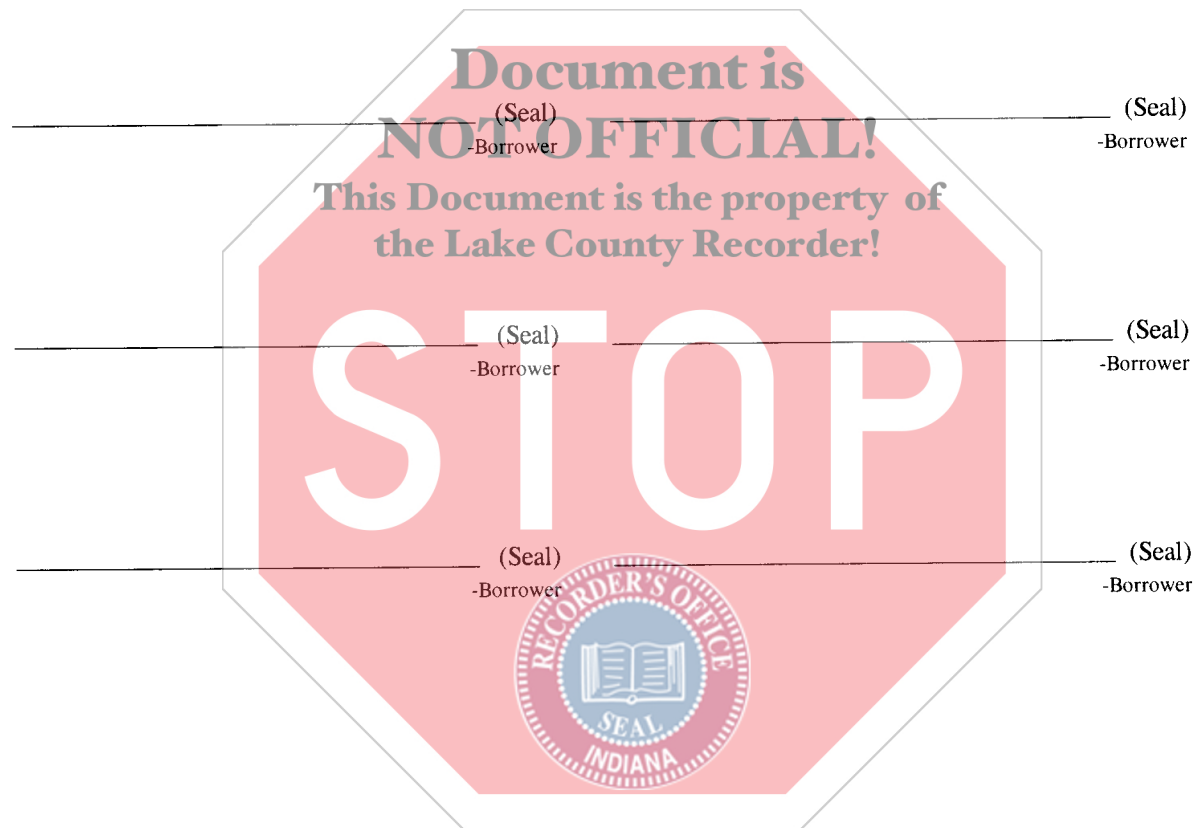 Document is
NOT OFFICIAL!
This Document is the property of
the Lake County Recorder!
(Seal) (Seal)
-Borrower -Borrower
STOP
(Seal) (Seal)
-Borrower -Borrower
(Seal) (Seal)
-Borrower -Borrower
RECORDER'S OFFICE
SEAL
INDIANA